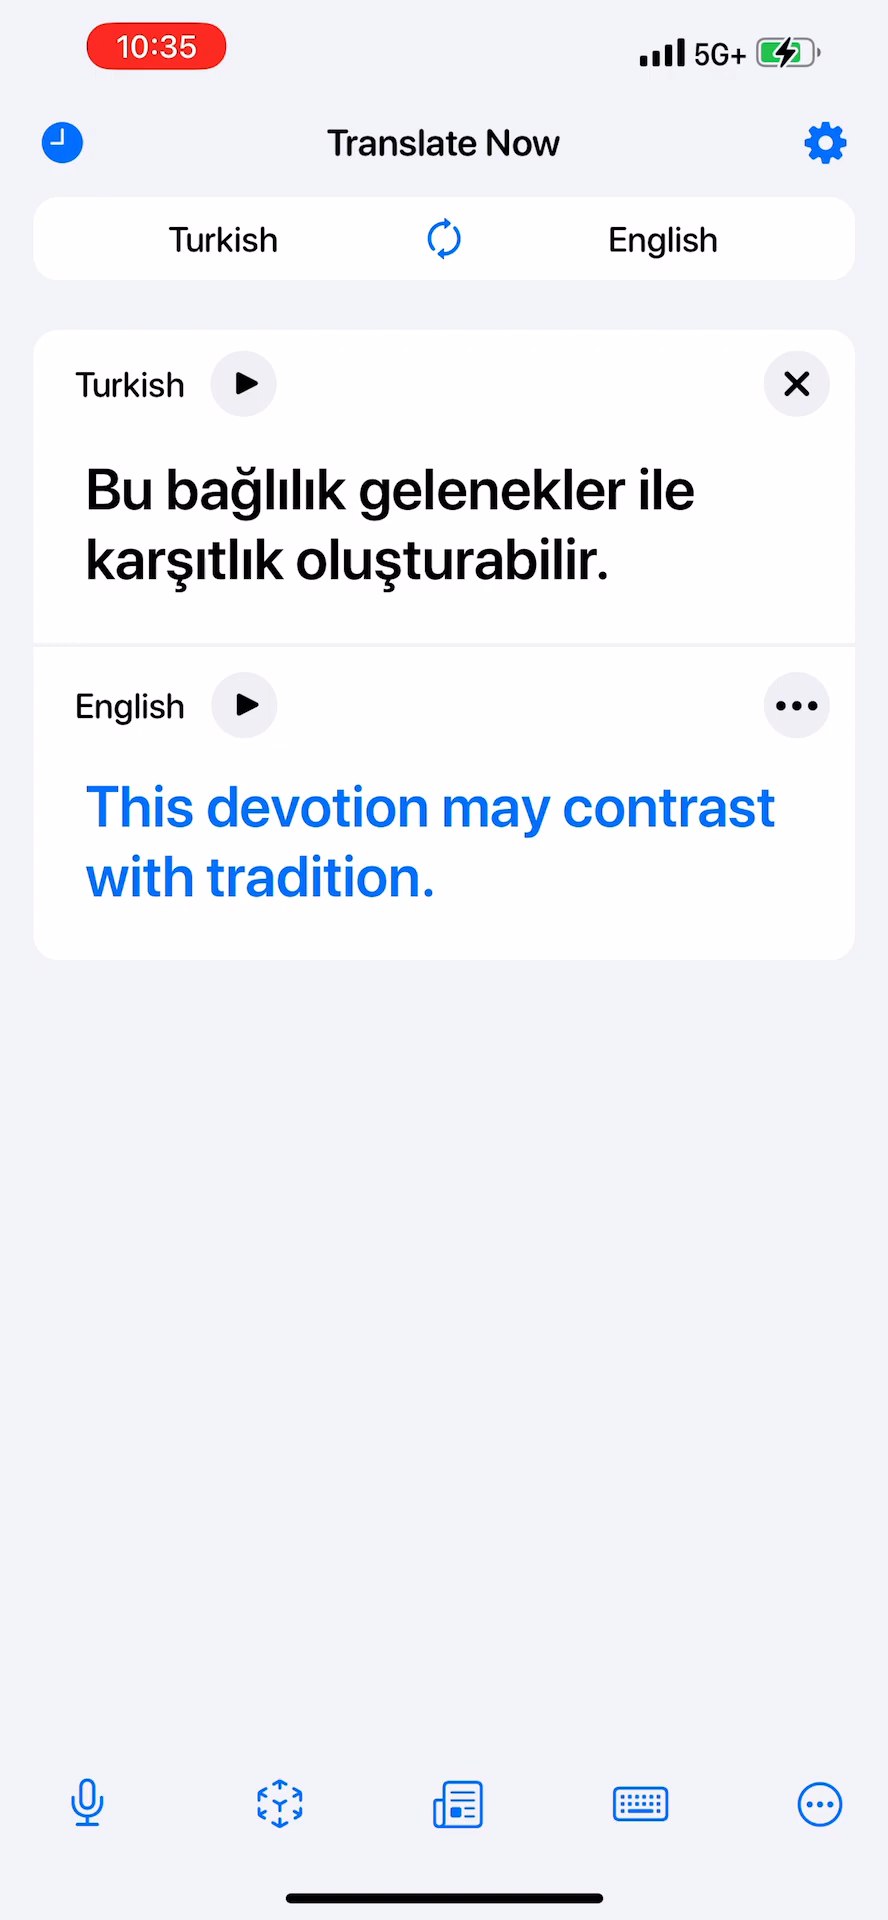 10:35
5G+
Translate Now
Turkish
English
Turkish
Bu bağlılık gelenekler ile
karşıtlık oluşturabilir.
English
This devotion may contrast
with tradition.